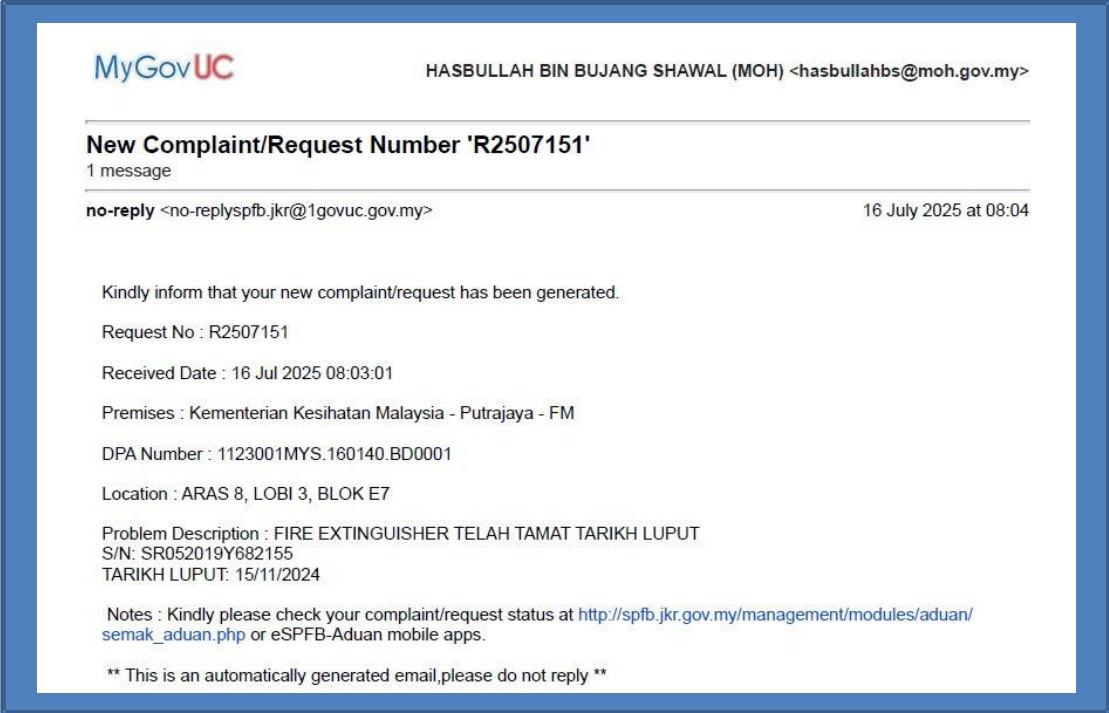 MyGovUC
HASBULLAH BIN BUJANG SHAWAL (MOH) <hasbullahbs@moh.gov.my>
New Complaint/Request Number 'R2507151'
1 message
no-reply <no-replyspfb.jkr@1govuc.gov.my>
16 July 2025 at 08:04
Kindly inform that your new complaint/request has been generated.
Request No : R2507151
Received Date : 16 Jul 2025 08:03:01
Premises : Kementerian Kesihatan Malaysia - Putrajaya - FM
DPA Number : 1123001MYS.160140.BD0001
Location : ARAS 8, LOBI 3, BLOK E7
Problem Description : FIRE EXTINGUISHER TELAH TAMAT TARIKH LUPUT
S/N: SR052019Y682155
TARIKH LUPUT: 15/11/2024
Notes : Kindly please check your complaint/request status at http://spfb.jkr.gov.my/management/modules/aduan/
semak_aduan.php or eSPFB-Aduan mobile apps.
** This is an automatically generated email,please do not reply **